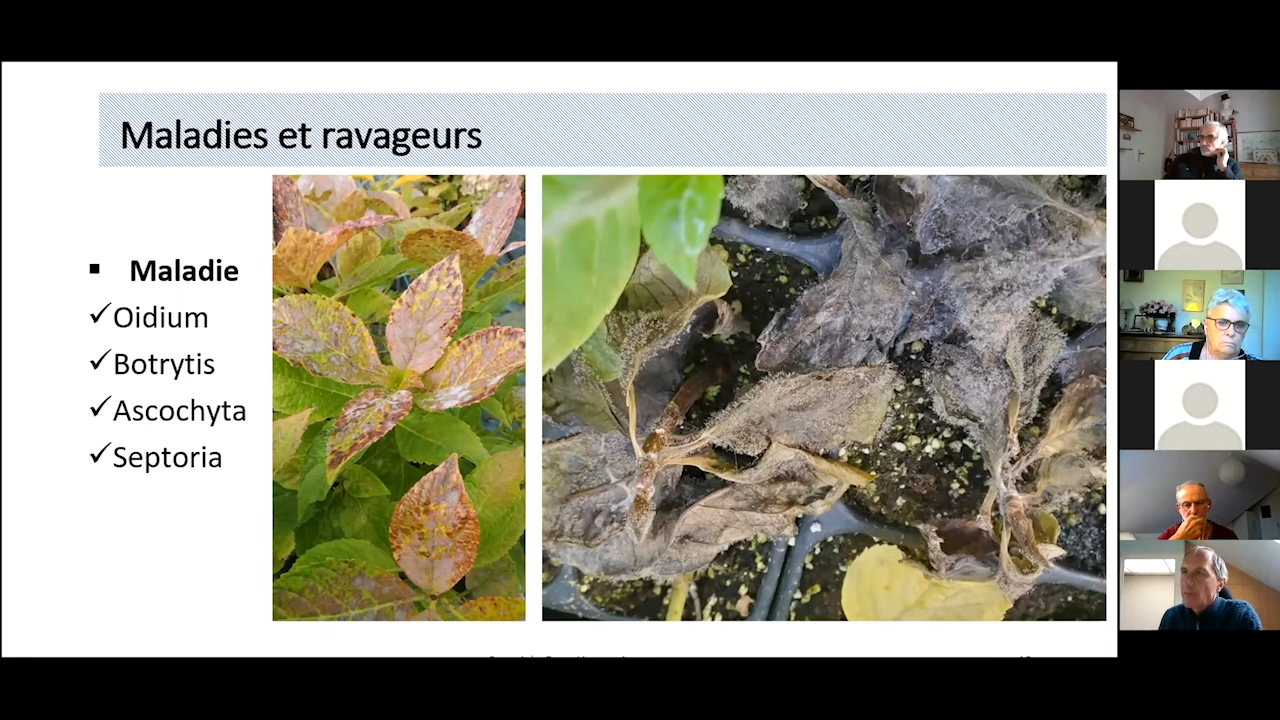 Maladies et ravageurs
▪ Maladie
✓Oidium
✓Botrytis
✓Ascochyta
✓Septoria